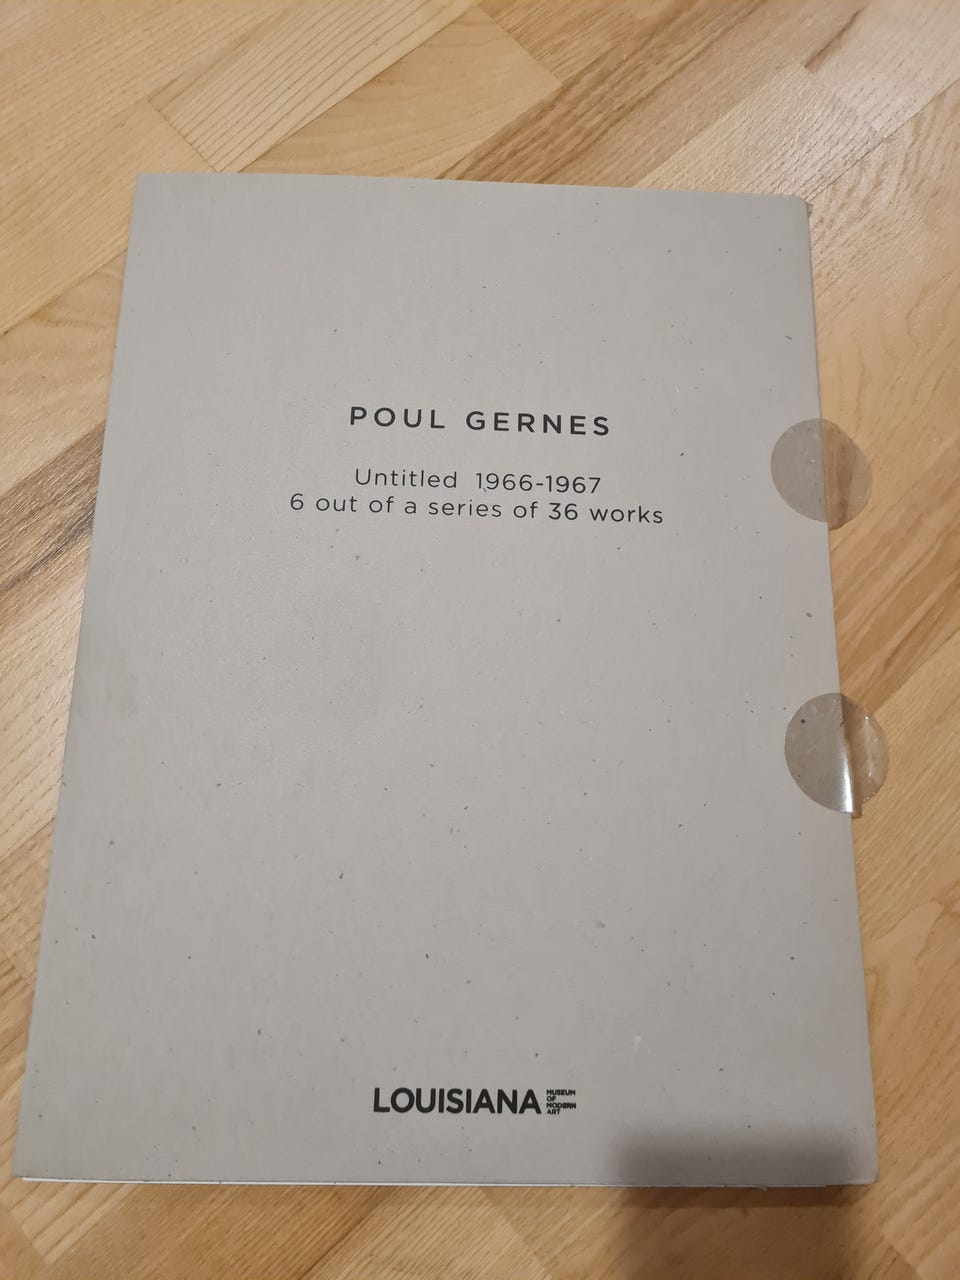 POUL GERNES
Untitled 1966-1967
6 out of a series of 36 works
LOUISIANA
MUSEUM
OF
MODERN
ART